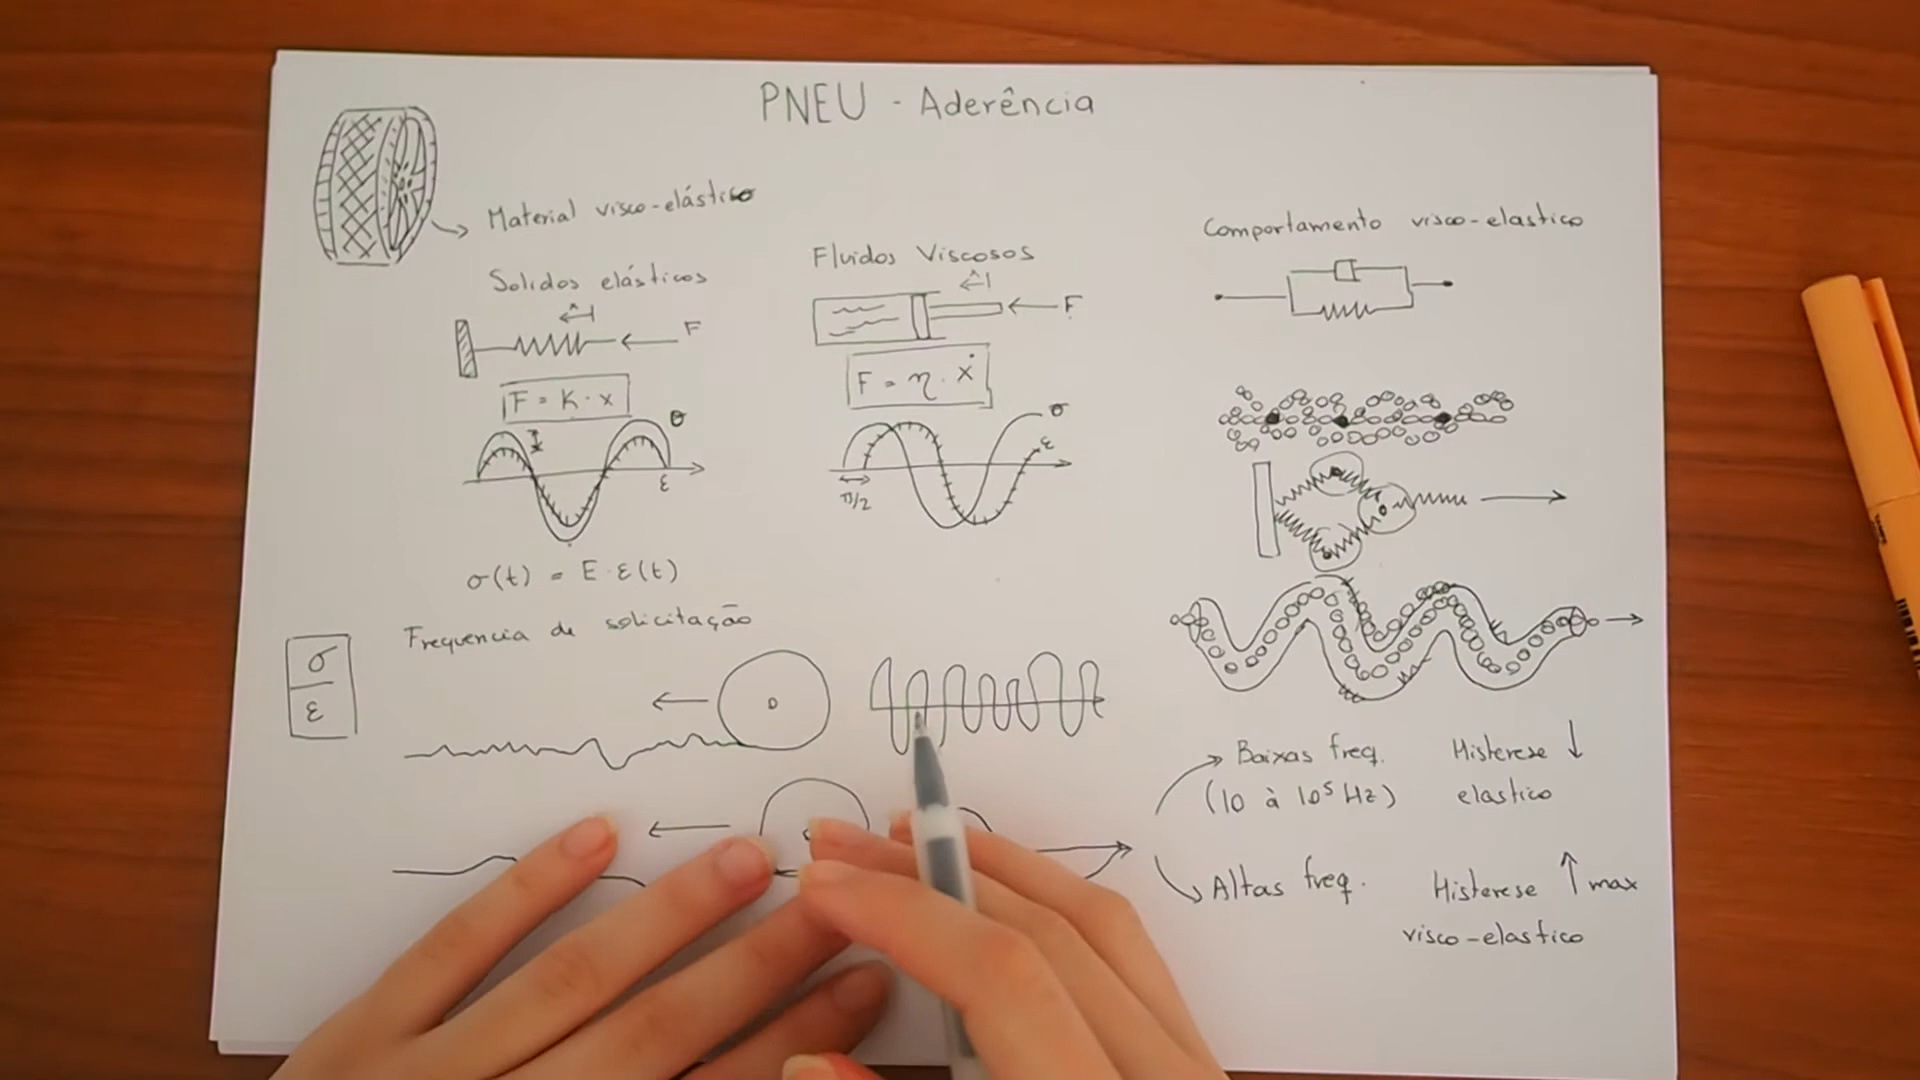 PNEU - Aderência
Material visco-elástico
Solidos elásticos
F
F = K · x
σ
ε
σ(t) = E · ε(t)
Fluidos Viscosos
F
F = η · ẋ
σ
ε
π/2
Comportamento visco-elastico
Frequencia de solicitação
σ
ε
Baixas freq. Histerese ↓
(10 à 10⁵ Hz) elastico
Altas freq. Histerese ↑ max
visco-elastico